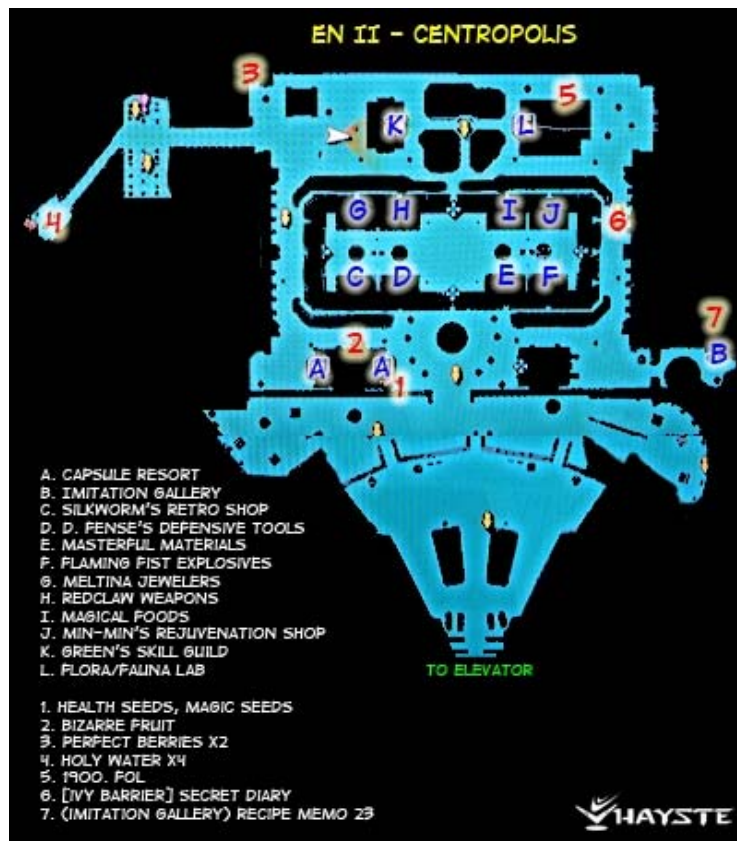 EN II - CENTROPOLIS
3
5
K
L
4
G
H
I
J
6
C
D
E
F
7
2
B
A
A
1
A. CAPSULE RESORT
B. IMITATION GALLERY
C. SILKWORM'S RETRO SHOP
D. D. FENSE'S DEFENSIVE TOOLS
E. MASTERFUL MATERIALS
F. FLAMING FIST EXPLOSIVES
G. MELTINA JEWELERS
H. REDCLAW WEAPONS
I. MAGICAL FOODS
J. MIN-MIN'S REJUVENATION SHOP
K. GREEN'S SKILL GUILD
L. FLORA/FAUNA LAB
TO ELEVATOR
1. HEALTH SEEDS, MAGIC SEEDS
2. BIZARRE FRUIT
3. PERFECT BERRIES X2
4. HOLY WATER X4
5. 1900. FOL
6. [IVY BARRIER] SECRET DIARY
7. (IMITATION GALLERY) RECIPE MEMO 23
HAYSTE